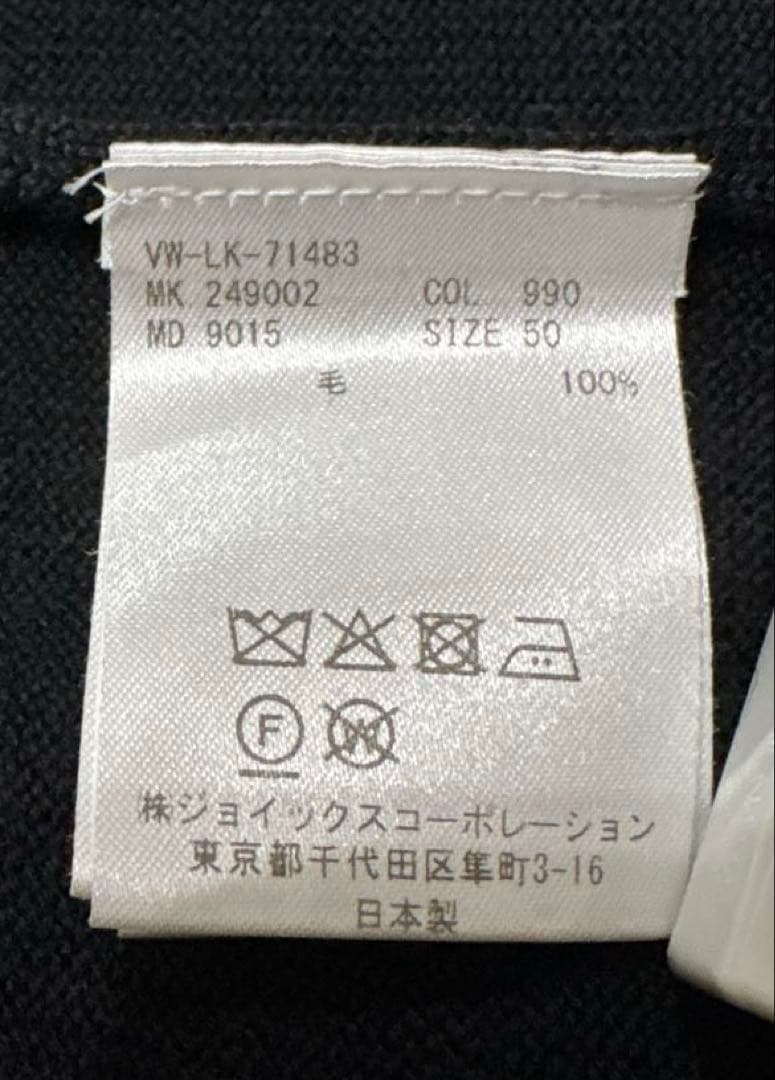 VW-LK-71483
MK 249002 COL 990
MD 9015 SIZE 50
毛 100%
F W
株ジョイックスコーポレーション
東京都千代田区隼町3-16
日本製